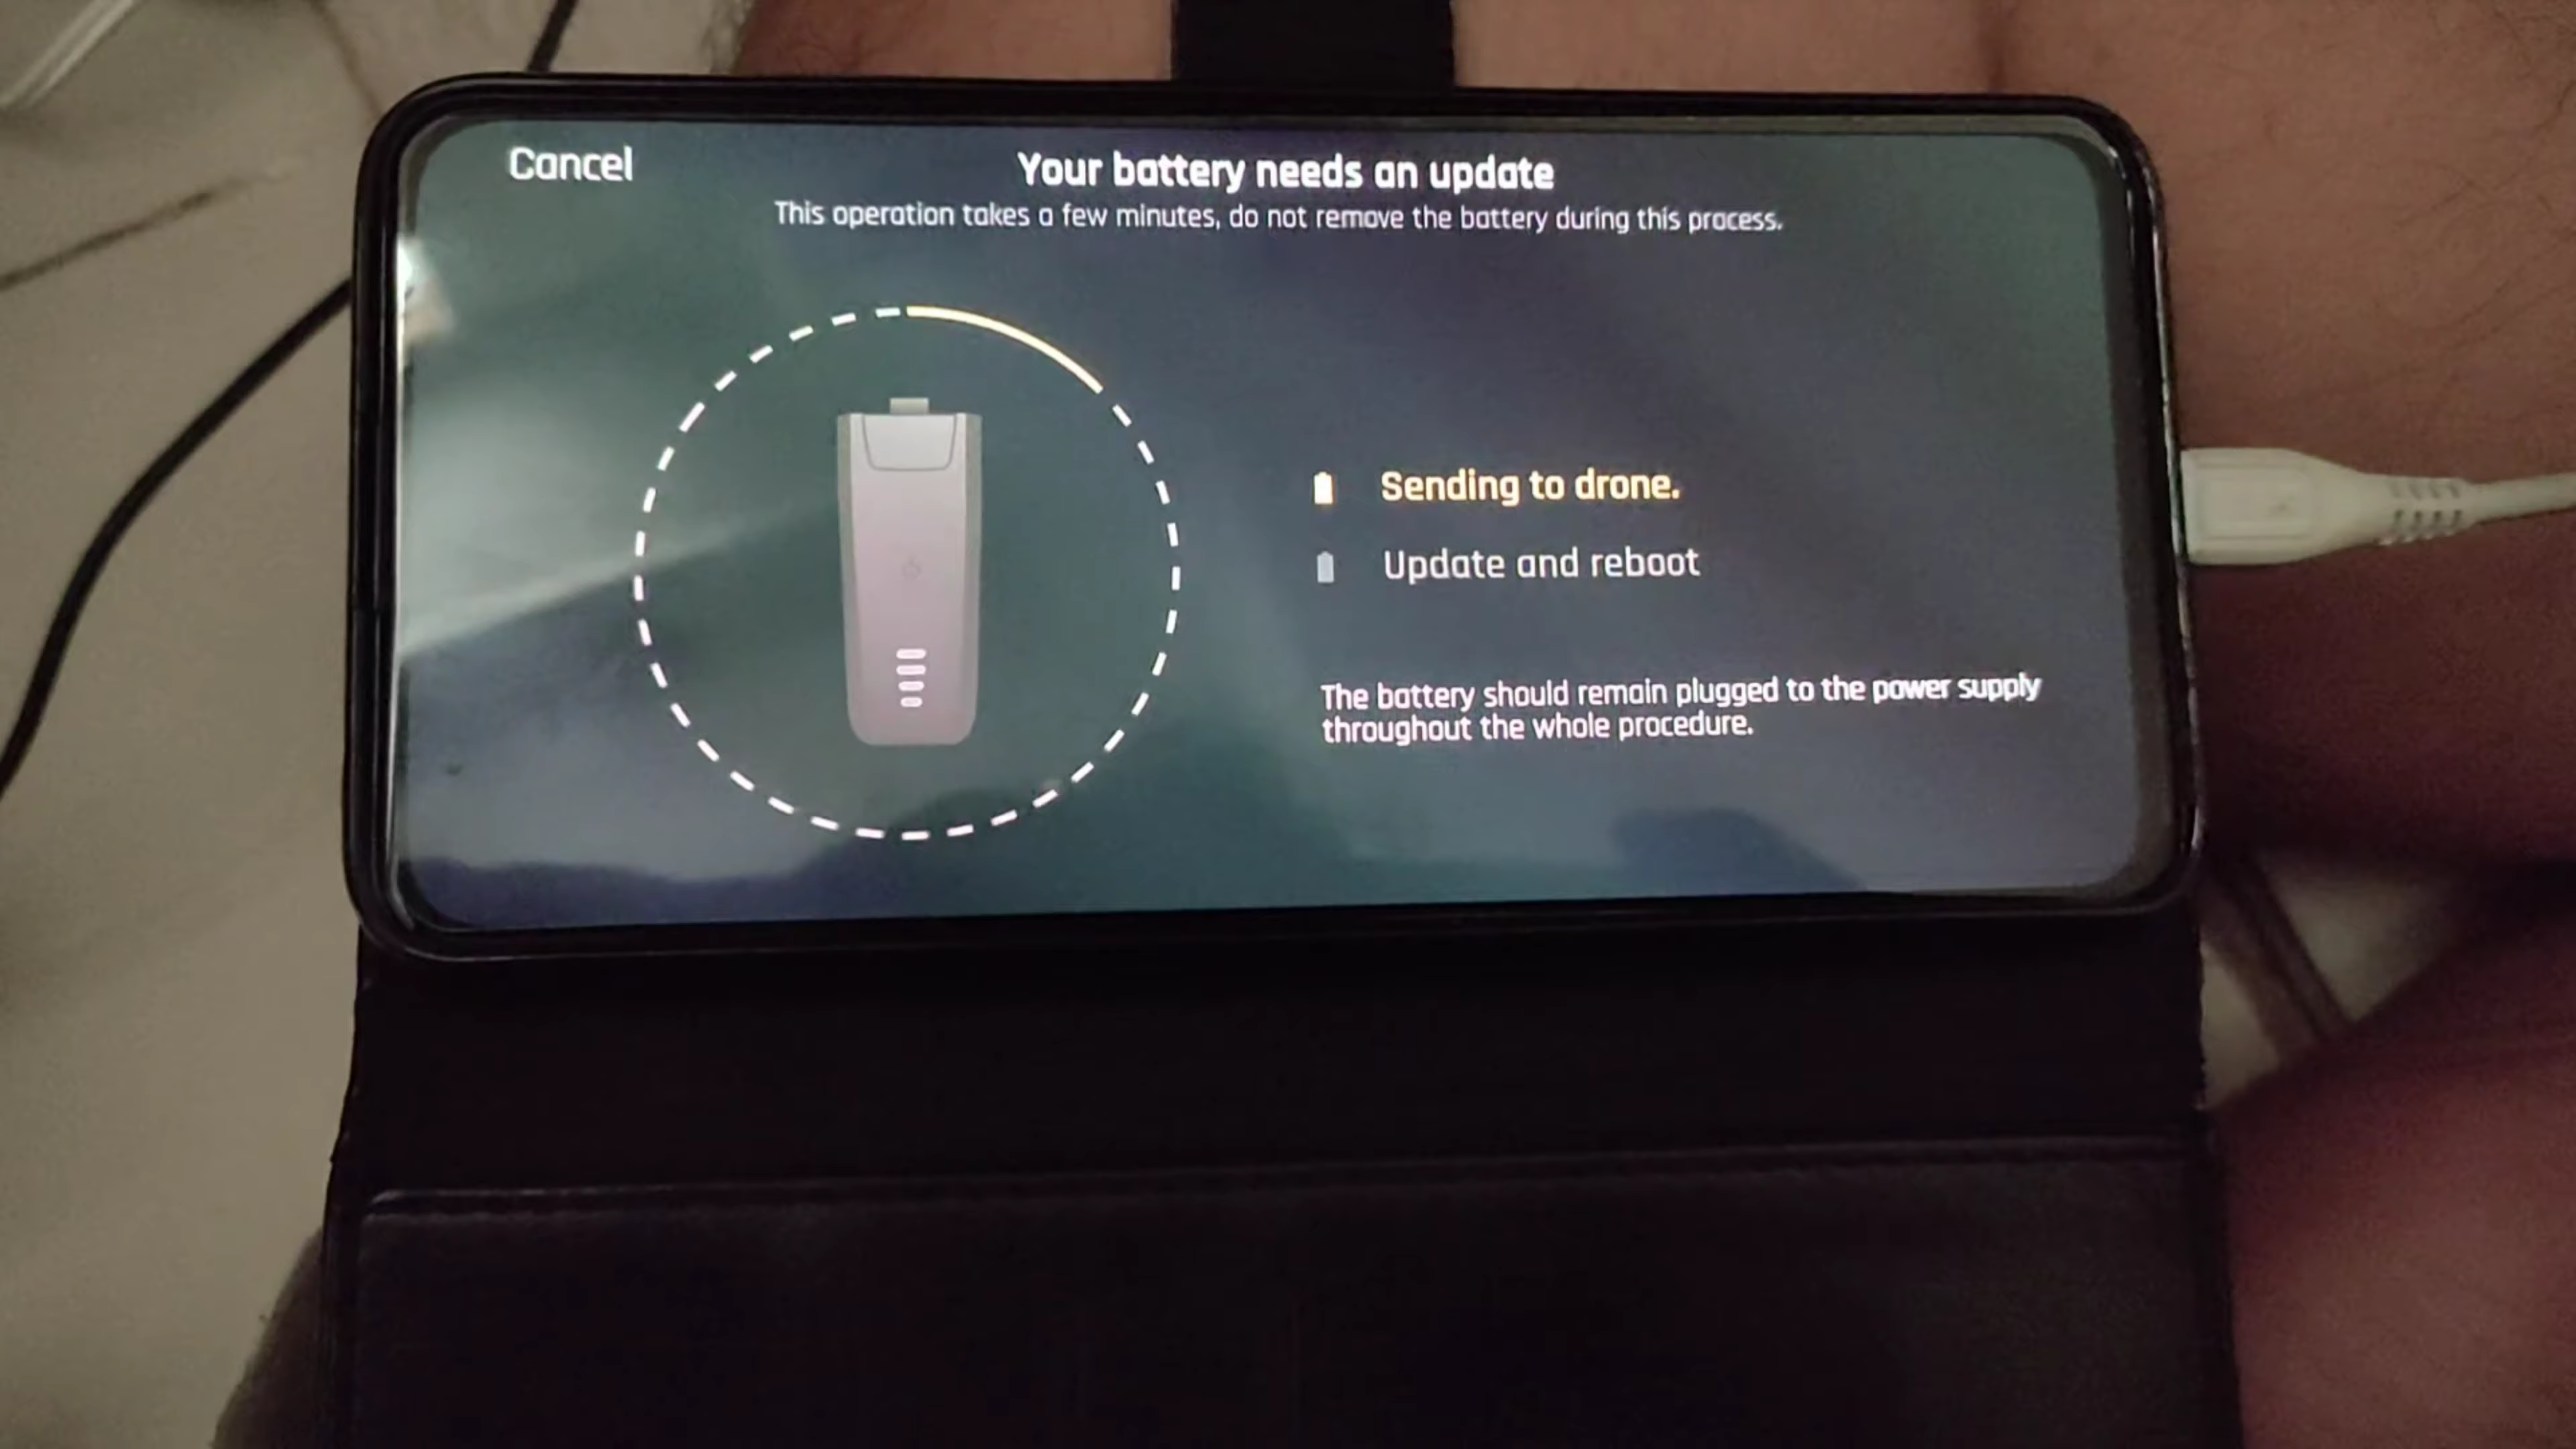 Cancel
Your battery needs an update
This operation takes a few minutes, do not remove the battery during this process.
Sending to drone.
Update and reboot
The battery should remain plugged to the power supply
throughout the whole procedure.